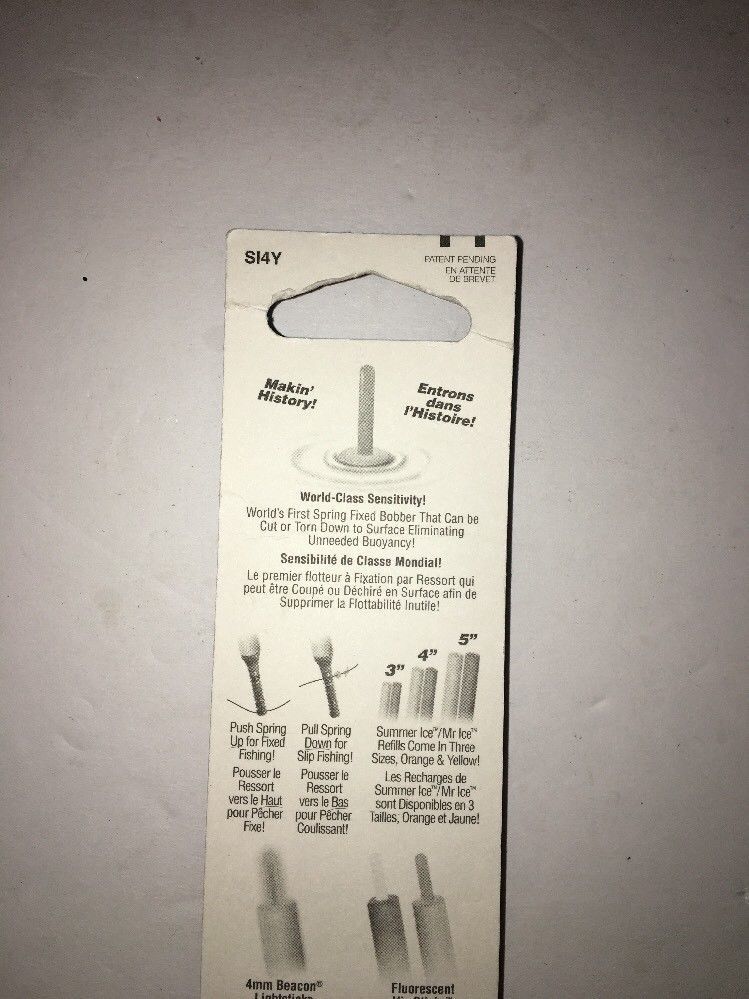 SI4Y
PATENT PENDING
EN ATTENTE
DE BREVET
Makin'
History!
Entrons
dans
l'Histoire!
World-Class Sensitivity!
World's First Spring Fixed Bobber That Can be
Cut or Torn Down to Surface Eliminating
Unneeded Buoyancy!
Sensibilité de Classe Mondial!
Le premier flotteur à Fixation par Ressort qui
peut être Coupé ou Déchiré en Surface afin de
Supprimer la Flottabilité Inutile!
3"
4"
5"
Push Spring
Up for Fixed
Fishing!
Pousser le
Ressort
vers le Haut
pour Pêcher
Fixe!
Pull Spring
Down for
Slip Fishing!
Pousser le
Ressort
vers le Bas
pour Pêcher
Coulissant!
Summer Ice™/Mr Ice™
Refills Come In Three
Sizes, Orange & Yellow!
Les Recharges de
Summer Ice™/Mr Ice™
sont Disponibles en 3
Tailles, Orange et Jaune!
4mm Beacon®
Lightsticks
Fluorescent